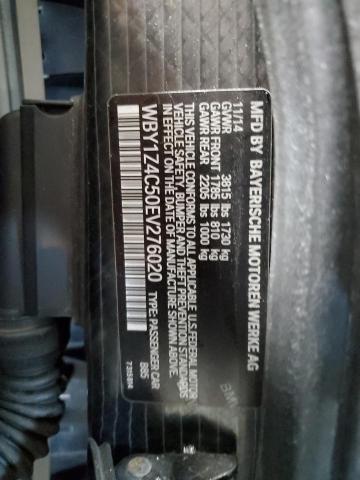 MFD BY BAYERISCHE MOTOREN WERKE AG
11/14
GVWR 3815 lbs 1730 kg
GAWR FRONT 1785 lbs 810 kg
GAWR REAR 2205 lbs 1000 kg
THIS VEHICLE CONFORMS TO ALL APPLICABLE U.S. FEDERAL MOTOR
VEHICLE SAFETY, BUMPER AND THEFT PREVENTION STANDARDS
IN EFFECT ON THE DATE OF MANUFACTURE SHOWN ABOVE.
WBY1Z4C50EV276020 TYPE: PASSENGER CAR